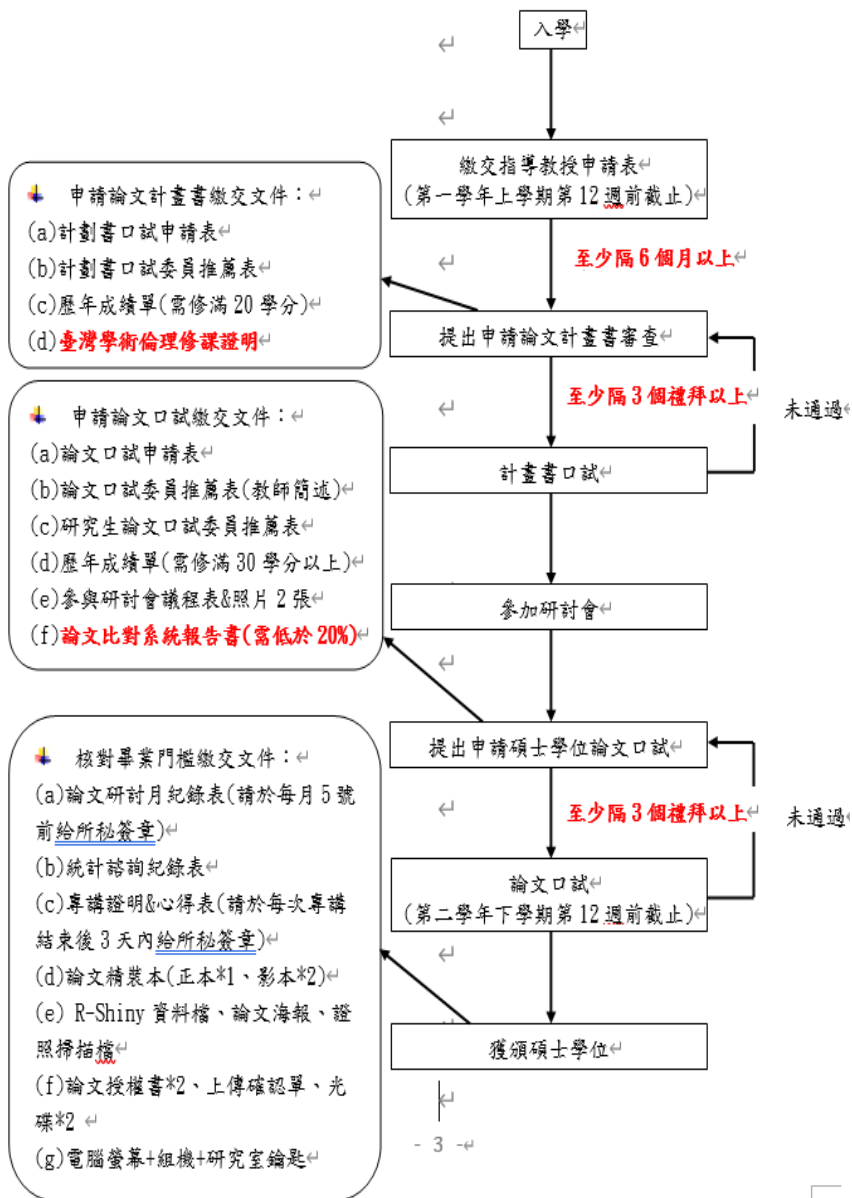 入學
繳交指導教授申請表
(第一學年上學期第12週前截止)
至少隔6個月以上
提出申請論文計畫書審查
至少隔3個禮拜以上
未通過
計畫書口試
參加研討會
提出申請碩士學位論文口試
至少隔3個禮拜以上
未通過
論文口試
(第二學年下學期第12週前截止)
獲頒碩士學位
申請論文計畫書繳交文件：
(a)計劃書口試申請表
(b)計劃書口試委員推薦表
(c)歷年成績單(需修滿20學分)
(d)臺灣學術倫理修課證明
申請論文口試繳交文件：
(a)論文口試申請表
(b)論文口試委員推薦表(教師簡述)
(c)研究生論文口試委員推薦表
(d)歷年成績單(需修滿30學分以上)
(e)參與研討會議程表&照片2張
(f)論文比對系統報告書(需低於20%)
核對畢業門檻繳交文件：
(a)論文研討月紀錄表(請於每月5號
前給所秘簽章)
(b)統計諮詢紀錄表
(c)專講證明&心得表(請於每次專講
結束後3天內給所秘簽章)
(d)論文精裝本(正本*1、影本*2)
(e) R-Shiny 資料檔、論文海報、證
照掃描檔
(f)論文授權書*2、上傳確認單、光
碟*2
(g)電腦螢幕+組機+研究室鑰匙
- 3 -